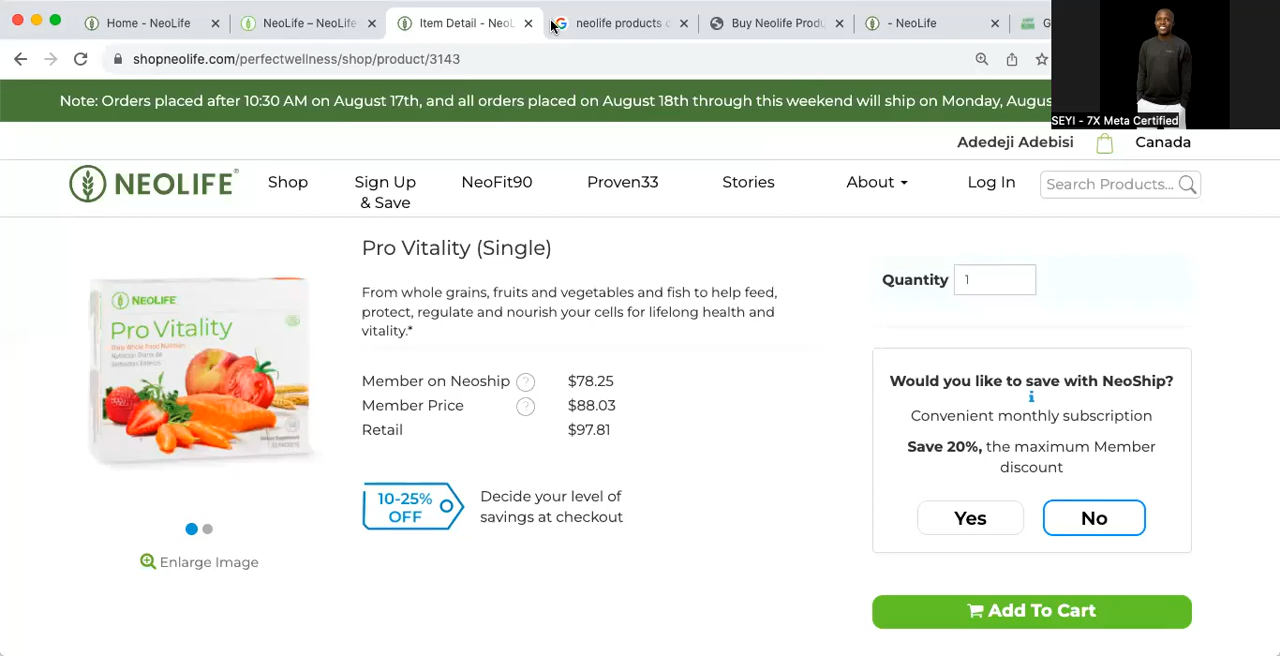 Home - NeoLife
NeoLife – NeoLife
Item Detail - NeoL
neolife products c
Buy Neolife Produ
- NeoLife
G
shopneolife.com/perfectwellness/shop/product/3143
SEYI - 7X Meta Certified
Note: Orders placed after 10:30 AM on August 17th, and all orders placed on August 18th through this weekend will ship on Monday, Augus
Adedeji Adebisi
Canada
NEOLIFE®
Shop
Sign Up
& Save
NeoFit90
Proven33
Stories
About
Log In
Search Products...
Pro Vitality (Single)
From whole grains, fruits and vegetables and fish to help feed,
protect, regulate and nourish your cells for lifelong health and
vitality.*
Member on Neoship ? $78.25
Member Price ? $88.03
Retail $97.81
10-25%
OFF
Decide your level of
savings at checkout
NEOLIFE
Pro Vitality
Enlarge Image
Quantity 1
Would you like to save with NeoShip?
i
Convenient monthly subscription
Save 20%, the maximum Member
discount
Yes
No
Add To Cart